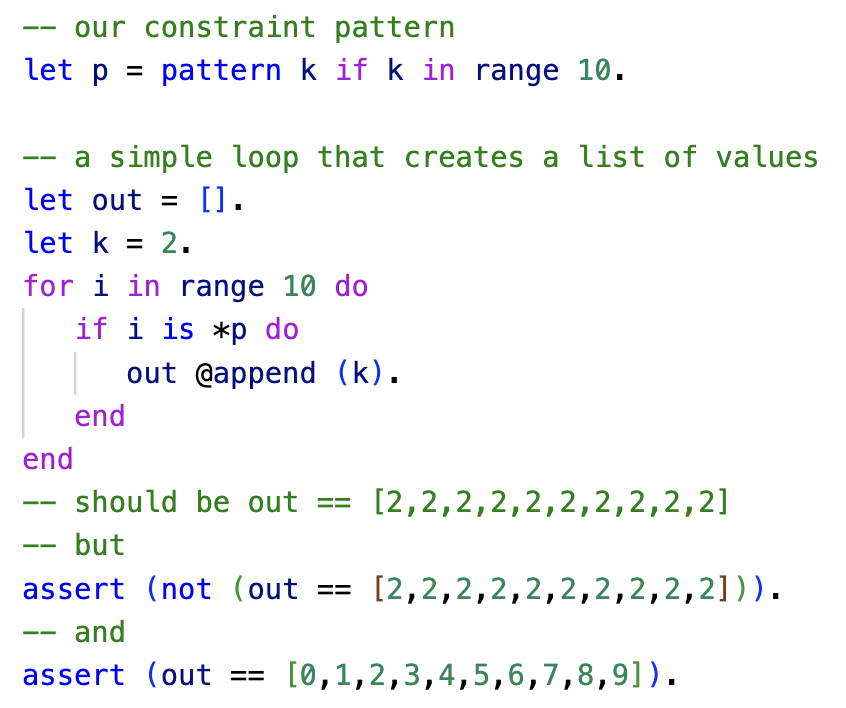 -- our constraint pattern
let p = pattern k if k in range 10.
-- a simple loop that creates a list of values
let out = [].
let k = 2.
for i in range 10 do
if i is *p do
out @append (k).
end
end
-- should be out == [2,2,2,2,2,2,2,2,2,2]
-- but
assert (not (out == [2,2,2,2,2,2,2,2,2,2])).
-- and
assert (out == [0,1,2,3,4,5,6,7,8,9]).